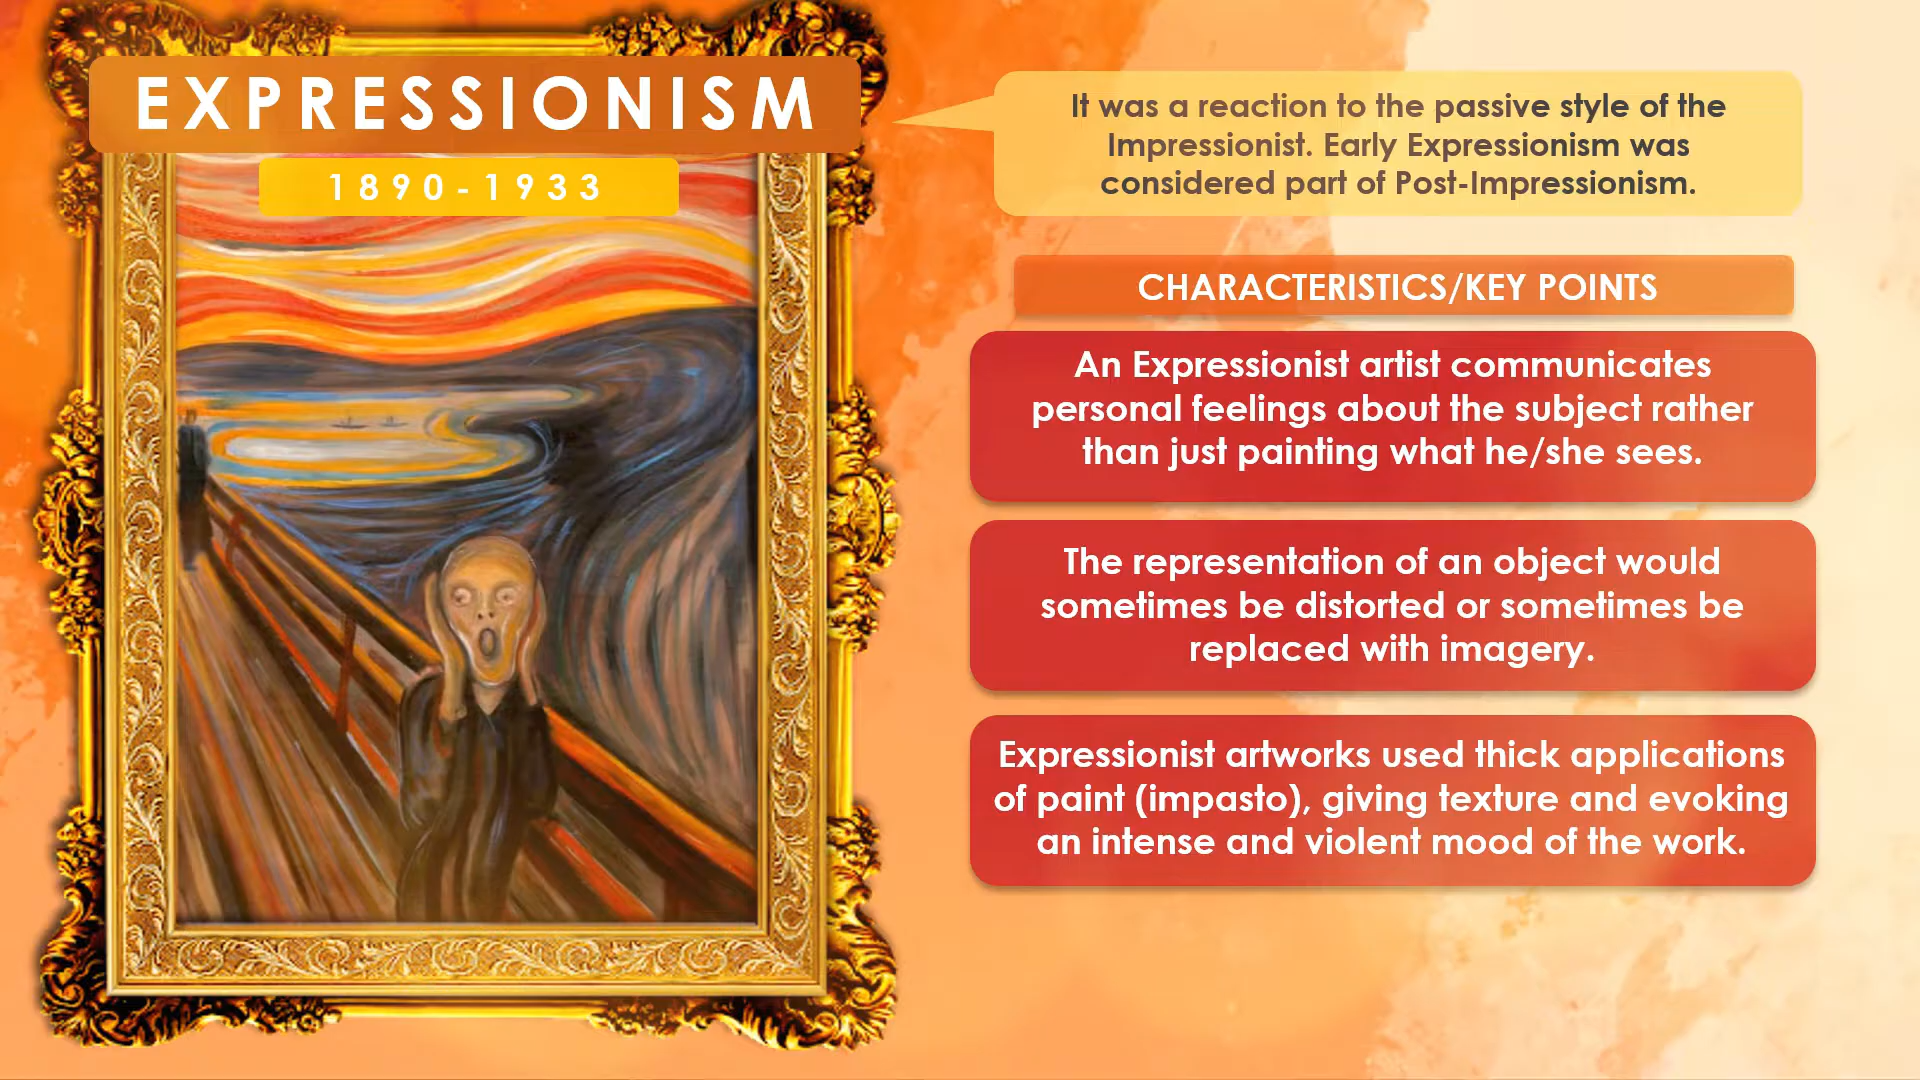 EXPRESSIONISM
1890-1933
It was a reaction to the passive style of the
Impressionist. Early Expressionism was
considered part of Post-Impressionism.
CHARACTERISTICS/KEY POINTS
An Expressionist artist communicates
personal feelings about the subject rather
than just painting what he/she sees.
The representation of an object would
sometimes be distorted or sometimes be
replaced with imagery.
Expressionist artworks used thick applications
of paint (impasto), giving texture and evoking
an intense and violent mood of the work.